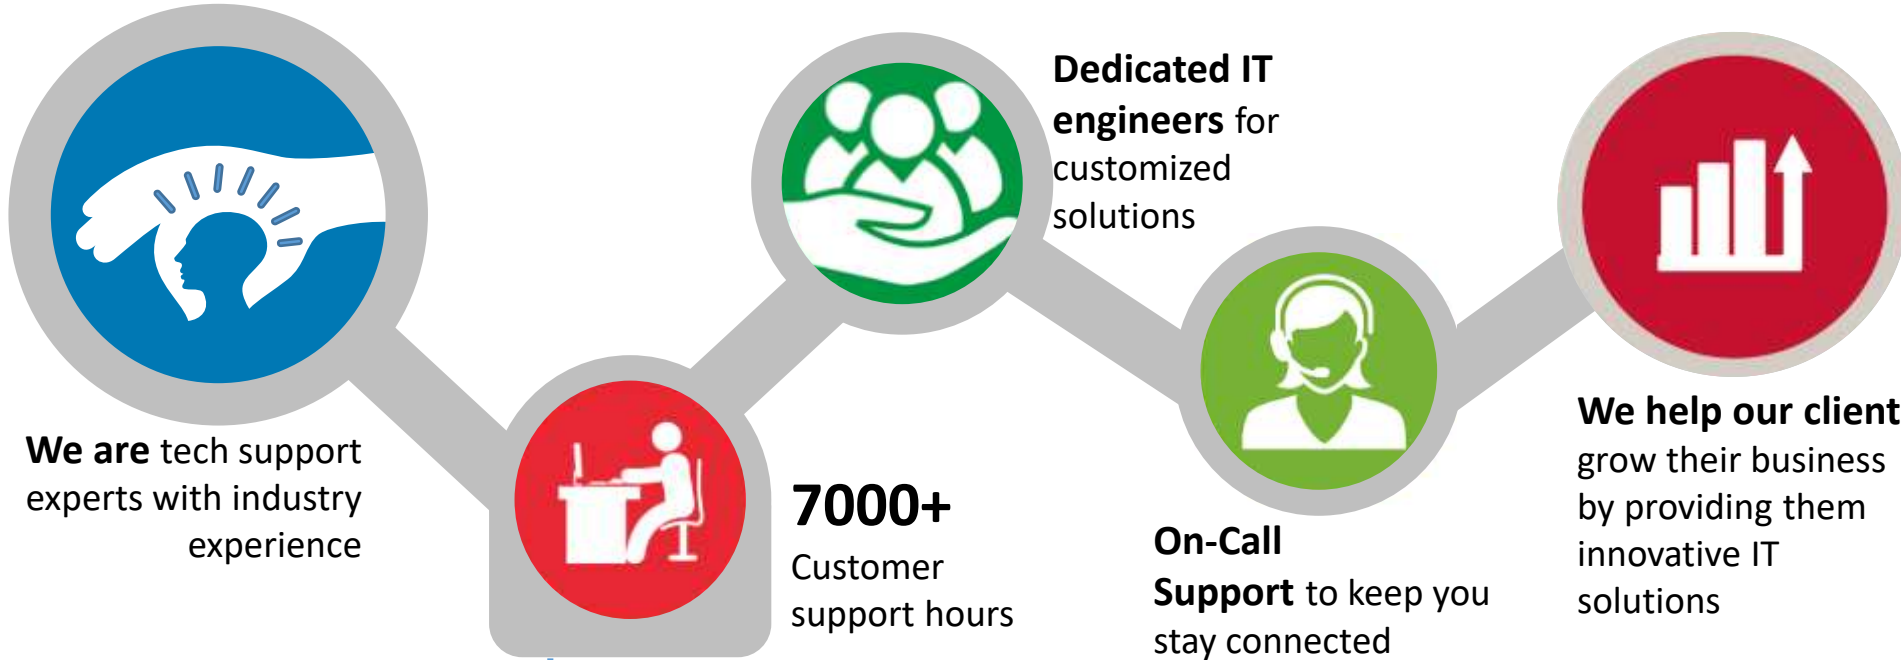 We are tech support
experts with industry
experience
7000+
Customer
support hours
Dedicated IT
engineers for
customized
solutions
On-Call
Support to keep you
stay connected
We help our client
grow their business
by providing them
innovative IT
solutions